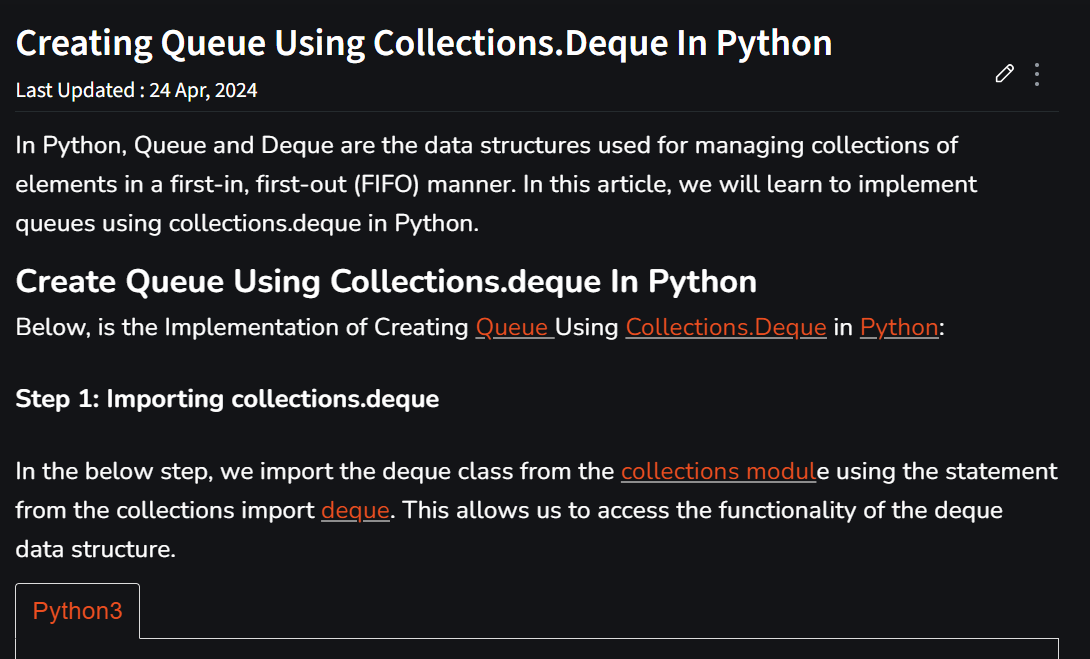 Creating Queue Using Collections.Deque In Python
Last Updated : 24 Apr, 2024
In Python, Queue and Deque are the data structures used for managing collections of
elements in a first-in, first-out (FIFO) manner. In this article, we will learn to implement
queues using collections.deque in Python.
Create Queue Using Collections.deque In Python
Below, is the Implementation of Creating Queue Using Collections.Deque in Python:
Step 1: Importing collections.deque
In the below step, we import the deque class from the collections module using the statement
from the collections import deque. This allows us to access the functionality of the deque
data structure.
Python3